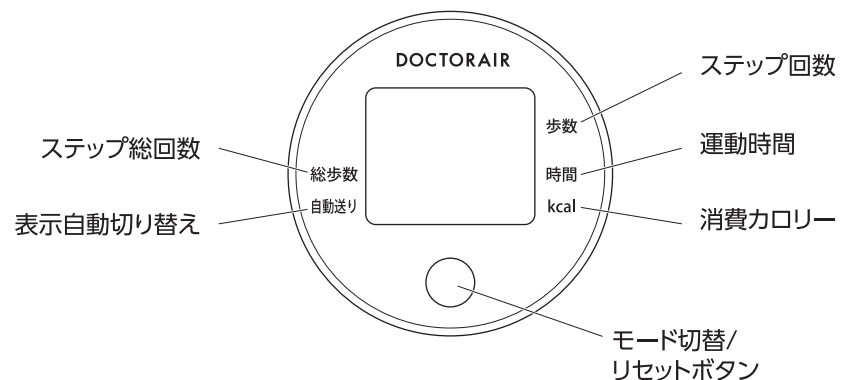 DOCTORAIR
ステップ回数
歩数
ステップ総回数
総歩数
時間
運動時間
表示自動切り替え
自動送り
kcal
消費カロリー
モード切替/
リセットボタン